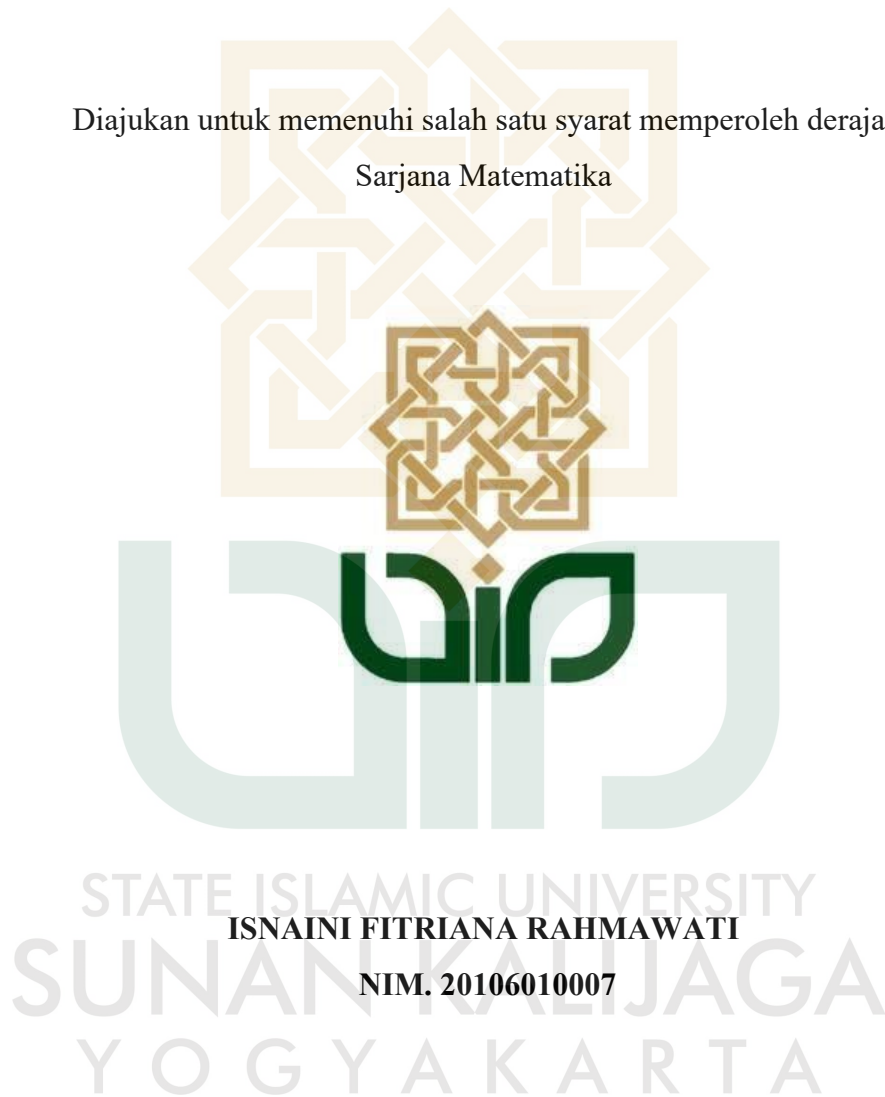 Diajukan untuk memenuhi salah satu syarat memperoleh deraja
Sarjana Matematika
uin
STATE ISLAMIC UNIVERSITY
ISNAINI FITRIANA RAHMAWATI
SUNAN KALIJAGA
NIM. 20106010007
YOGYAKARTA